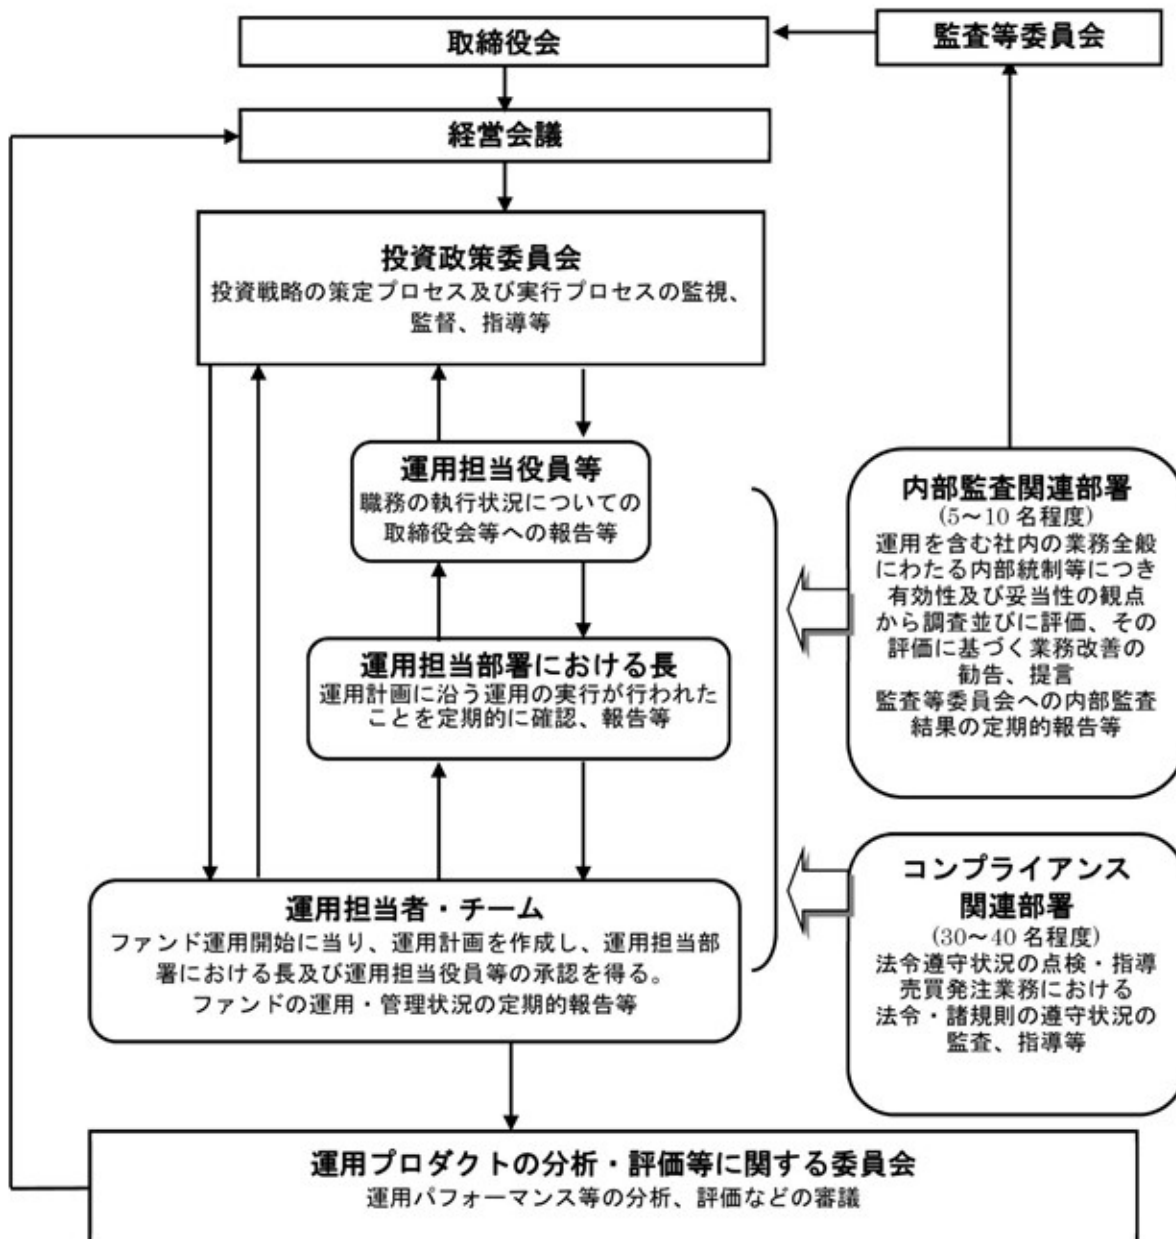 取締役会
監査等委員会
経営会議
投資政策委員会
投資戦略の策定プロセス及び実行プロセスの監視、
監督、指導等
運用担当役員等
職務の執行状況についての
取締役会等への報告等
運用担当部署における長
運用計画に沿う運用の実行が行われた
ことを定期的に確認、報告等
内部監査関連部署
(5～10 名程度)
運用を含む社内の業務全般
にわたる内部統制等につき
有効性及び妥当性の観点
から調査並びに評価、その
評価に基づく業務改善の
勧告、提言
監査等委員会への内部監査
結果の定期的報告等
運用担当者・チーム
ファンド運用開始に当り、運用計画を作成し、運用担当部
署における長及び運用担当役員等の承認を得る。
ファンドの運用・管理状況の定期的報告等
コンプライアンス
関連部署
(30～40 名程度)
法令遵守状況の点検・指導
売買発注業務における
法令・諸規則の遵守状況の
監査、指導等
運用プロダクトの分析・評価等に関する委員会
運用パフォーマンス等の分析、評価などの審議